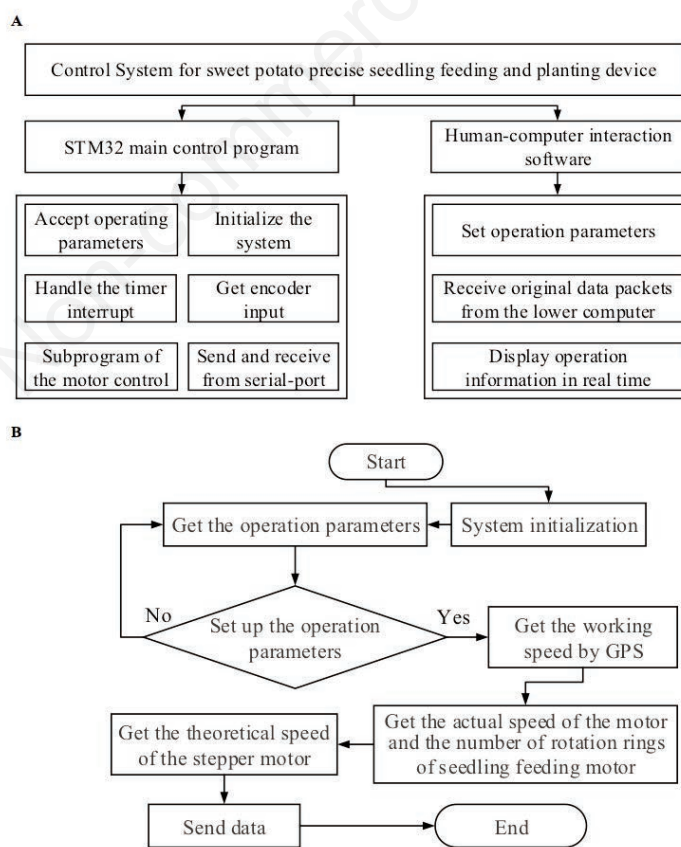 A
Control System for sweet potato precise seedling feeding and planting device
STM32 main control program
Human-computer interaction
software
Accept operating
parameters
Initialize the
system
Handle the timer
interrupt
Get encoder
input
Subprogram of
the motor control
Send and receive
from serial-port
Set operation parameters
Receive original data packets
from the lower computer
Display operation
information in real time
B
Start
System initialization
Get the operation parameters
Set up the operation
parameters
No
Yes
Get the working
speed by GPS
Get the actual speed of the motor
and the number of rotation rings
of seedling feeding motor
Get the theoretical speed
of the stepper motor
Send data
End